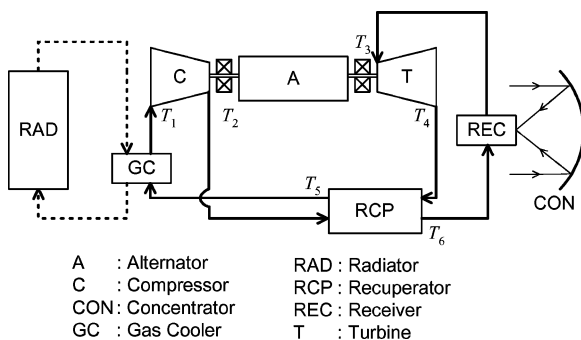 C
A
T
T3
T1
T2
T4
RAD
REC
GC
CON
T5
RCP
T6
A : Alternator
C : Compressor
CON : Concentrator
GC : Gas Cooler
RAD : Radiator
RCP : Recuperator
REC : Receiver
T : Turbine